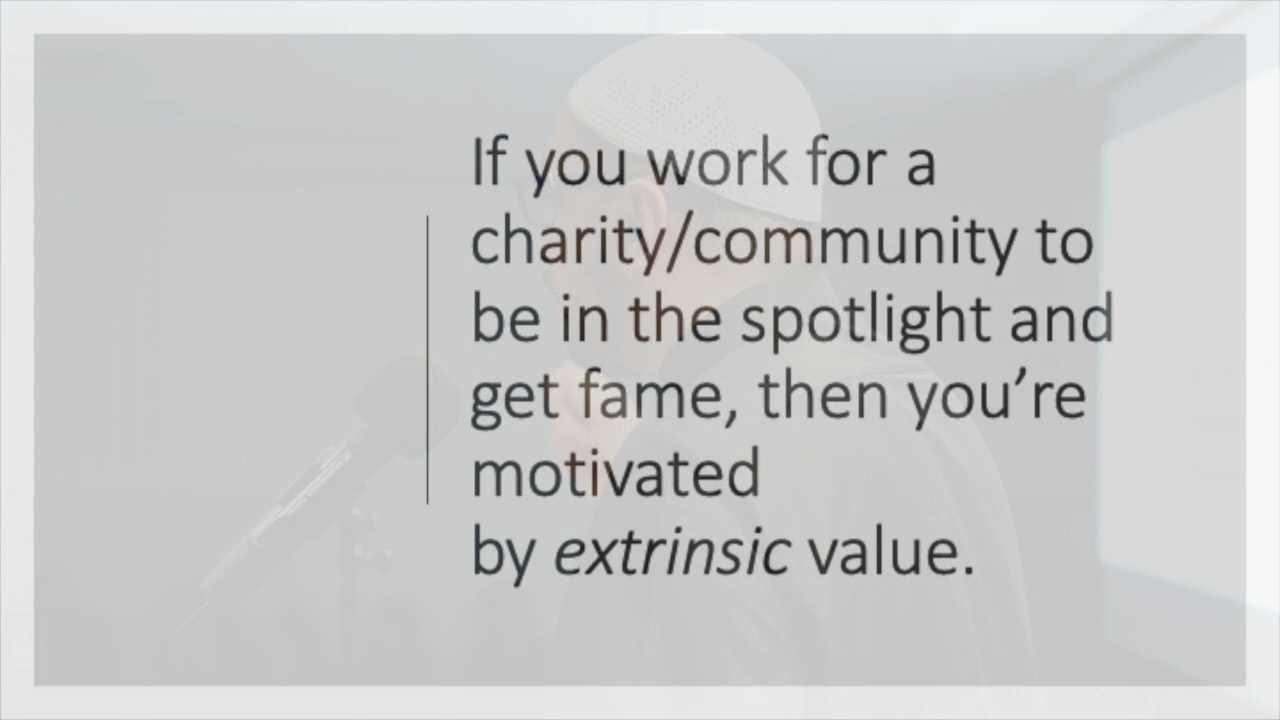 If you work for a
charity/community to
be in the spotlight and
get fame, then you’re
motivated
by extrinsic value.